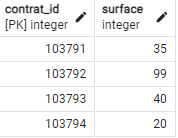 contrat_id surface
[PK] integer integer
103791 35
103792 99
103793 40
103794 20